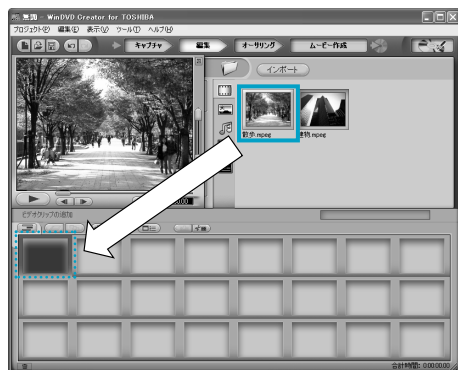 無題 - WinDVD Creator for TOSHIBA
プロジェクト(P) 編集(E) 表示(V) ツール(T) ヘルプ(H)
キャプチャ 編集 オーサリング ムービー作成
インポート
散歩.mpeg 建物.mpeg
ビデオクリップの追加
合計時間: 0:00:00.00